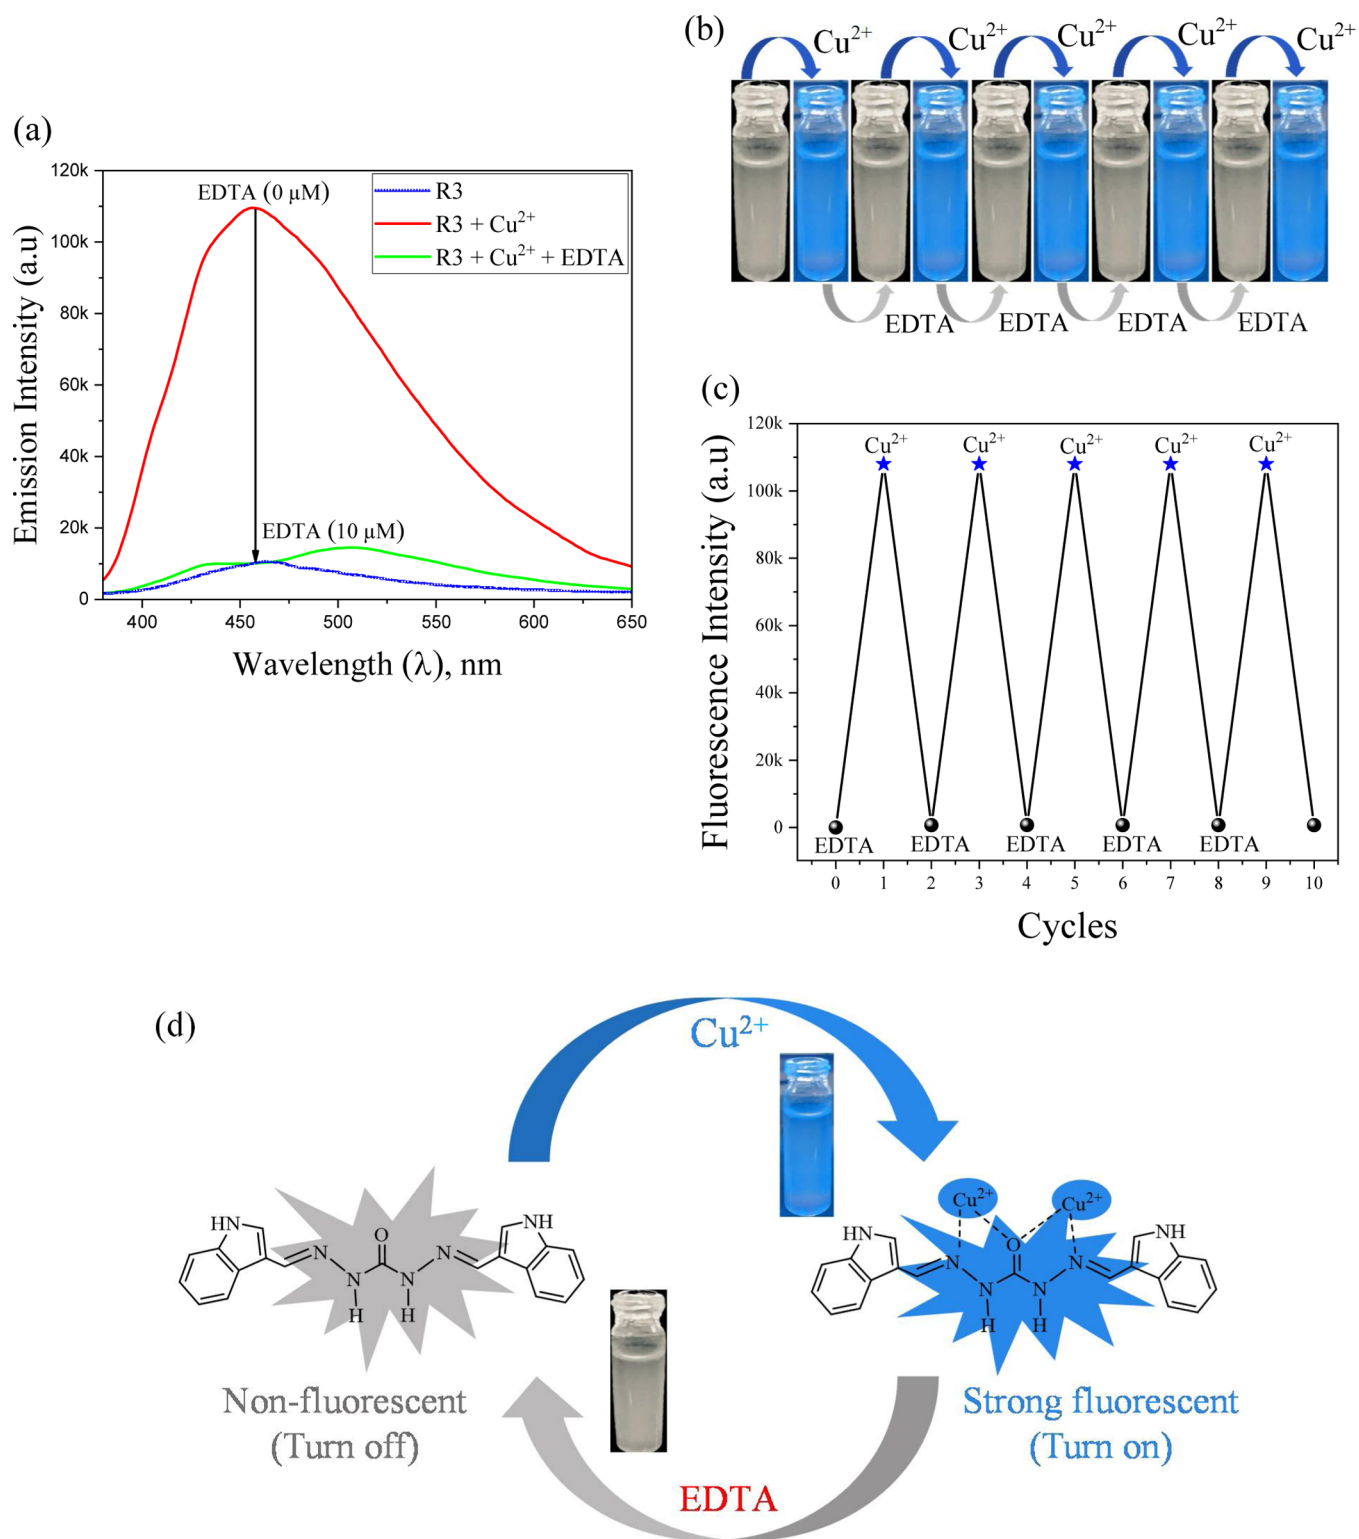 (a)
120k
100k
80k
60k
40k
20k
0
Emission Intensity (a.u)
EDTA (0 µM)
R3
R3 + Cu²⁺
R3 + Cu²⁺ + EDTA
EDTA (10 µM)
400 450 500 550 600 650
Wavelength (λ), nm
(b)
Cu²⁺ Cu²⁺ Cu²⁺ Cu²⁺ Cu²⁺
EDTA EDTA EDTA EDTA
(c)
120k
100k
80k
60k
40k
20k
0
Fluorescence Intensity (a.u)
Cu²⁺ Cu²⁺ Cu²⁺ Cu²⁺ Cu²⁺
EDTA EDTA EDTA EDTA EDTA
0 1 2 3 4 5 6 7 8 9 10
Cycles
(d)
Cu²⁺
HN
N
N
H
O
N
H
N
NH
Non-fluorescent
(Turn off)
Cu²⁺
Cu²⁺
HN
N
N
H
O
N
H
N
NH
Strong fluorescent
(Turn on)
EDTA